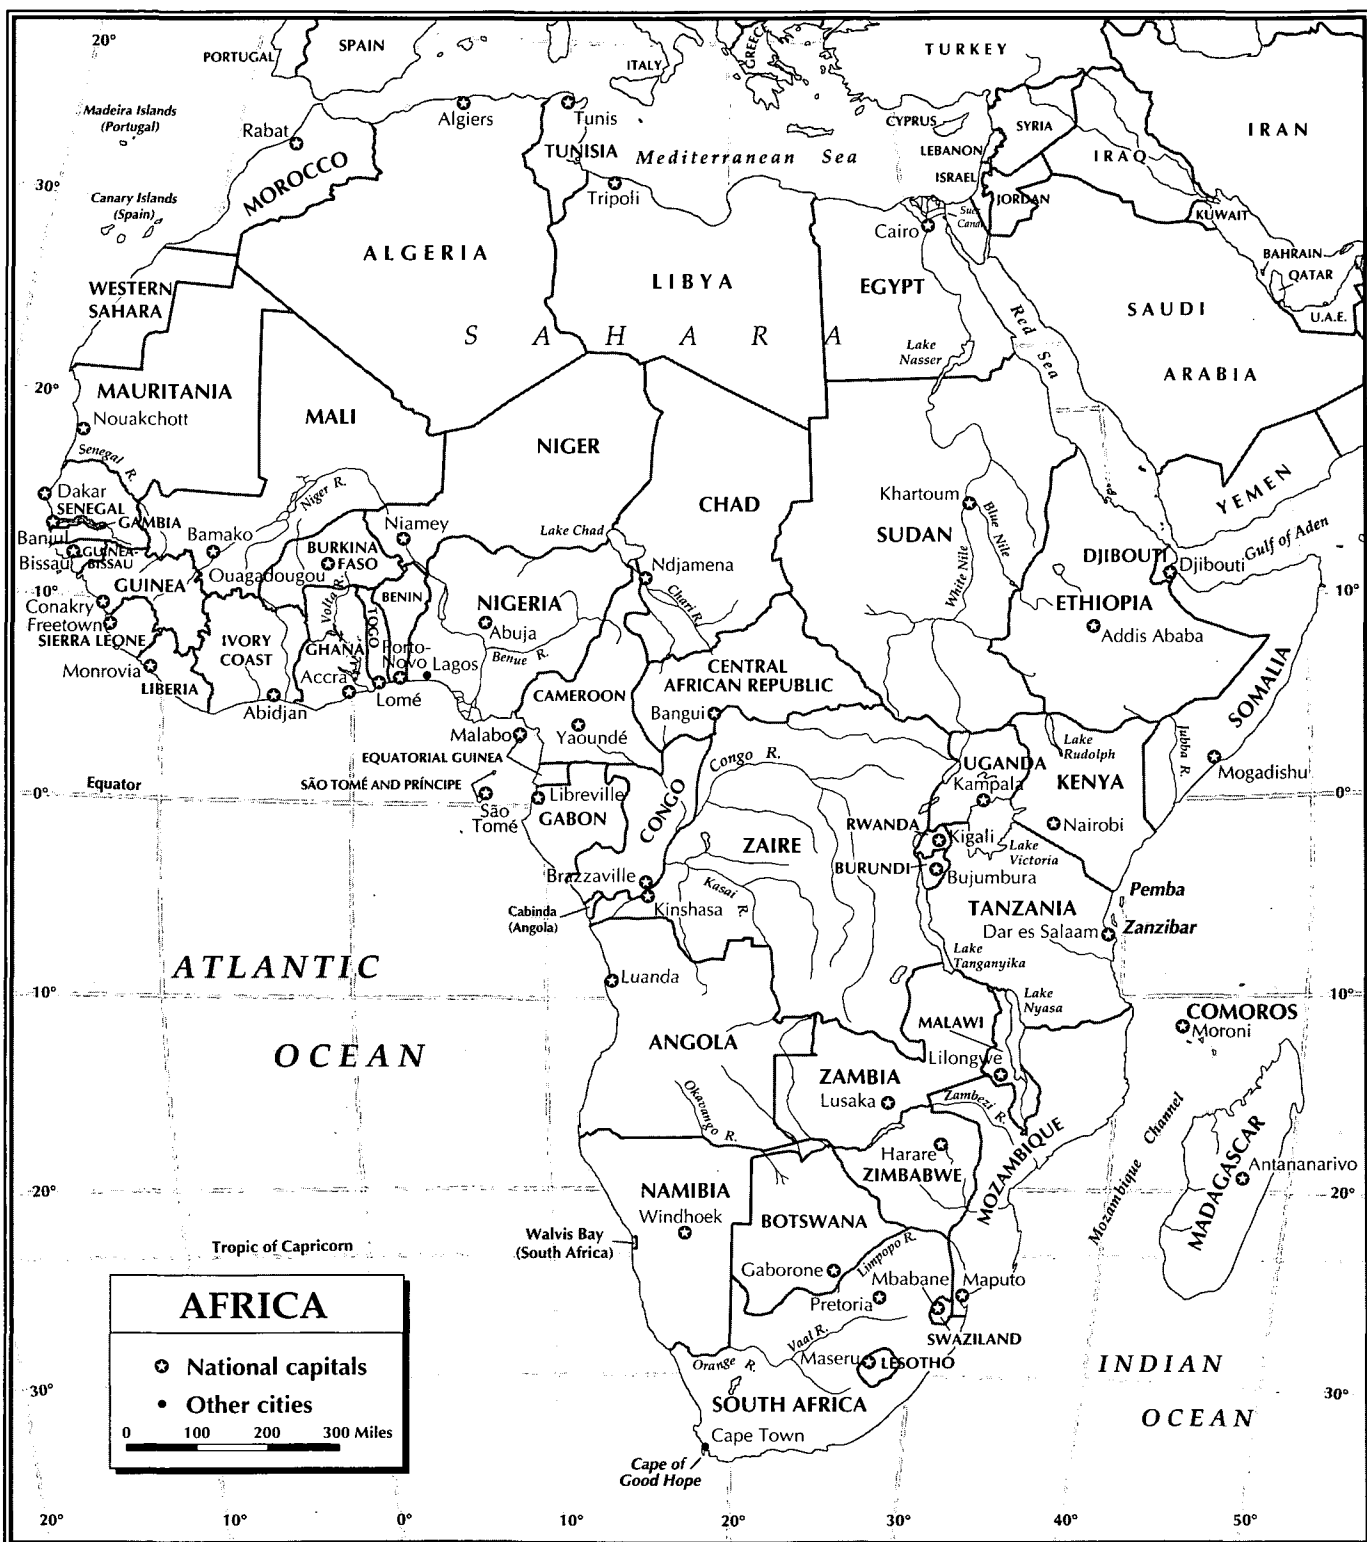 20°
PORTUGAL
SPAIN
ITALY
GREECE
TURKEY
Madeira Islands
(Portugal)
Rabat
Algiers
Tunis
TUNISIA
Mediterranean Sea
CYPRUS
SYRIA
LEBANON
ISRAEL
JORDAN
IRAQ
IRAN
30°
MOROCCO
Canary Islands
(Spain)
Tripoli
Cairo
Suez
Canal
KUWAIT
BAHRAIN
QATAR
U.A.E.
ALGERIA
LIBYA
EGYPT
WESTERN
SAHARA
SAHARA
Lake
Nasser
Red Sea
SAUDI
ARABIA
20°
MAURITANIA
Nouakchott
MALI
NIGER
CHAD
SUDAN
Khartoum
Blue Nile
White Nile
YEMEN
Gulf of Aden
Senegal R.
Dakar
SENEGAL
GAMBIA
Banjul
Bissau
GUINEA-
BISSAU
Bamako
Niger R.
Niamey
Lake Chad
Ndjamena
Chari R.
DJIBOUTI
Djibouti
10°
GUINEA
Conakry
Freetown
SIERRA LEONE
Monrovia
LIBERIA
Ouagadougou
BURKINA
FASO
Volta R.
BENIN
TOGO
IVORY
COAST
GHANA
Accra
Abidjan
Lomé
Porto-
Novo
Lagos
NIGERIA
Abuja
Benue R.
ETHIOPIA
Addis Ababa
10°
SOMALIA
CENTRAL
AFRICAN REPUBLIC
Bangui
CAMEROON
Malabo
Yaoundé
EQUATORIAL GUINEA
Congo R.
Lake
Rudolph
Jubba R.
UGANDA
Kampala
KENYA
Mogadishu
Equator
0°
SÃO TOMÉ AND PRÍNCIPE
São
Tomé
Libreville
GABON
CONGO
ZAIRE
RWANDA
Kigali
BURUNDI
Bujumbura
Lake
Victoria
Nairobi
0°
Brazzaville
Kasai R.
Kinshasa
Cabinda
(Angola)
TANZANIA
Dar es Salaam
Pemba
Zanzibar
Lake
Tanganyika
ATLANTIC
OCEAN
Luanda
10°
Lake
Nyasa
10°
COMOROS
Moroni
ANGOLA
MALAWI
Lilongwe
ZAMBIA
Lusaka
Zambezi R.
Okavango R.
Harare
ZIMBABWE
MOZAMBIQUE
Mozambique Channel
MADAGASCAR
Antananarivo
20°
20°
NAMIBIA
Windhoek
BOTSWANA
Walvis Bay
(South Africa)
Tropic of Capricorn
Gaborone
Limpopo R.
Mbabane
Maputo
Pretoria
SWAZILAND
Vaal R.
Maseru
LESOTHO
Orange R.
SOUTH AFRICA
INDIAN
OCEAN
30°
30°
Cape Town
Cape of
Good Hope
AFRICA
National capitals
Other cities
0 100 200 300 Miles
20° 10° 0° 10° 20° 30° 40° 50°